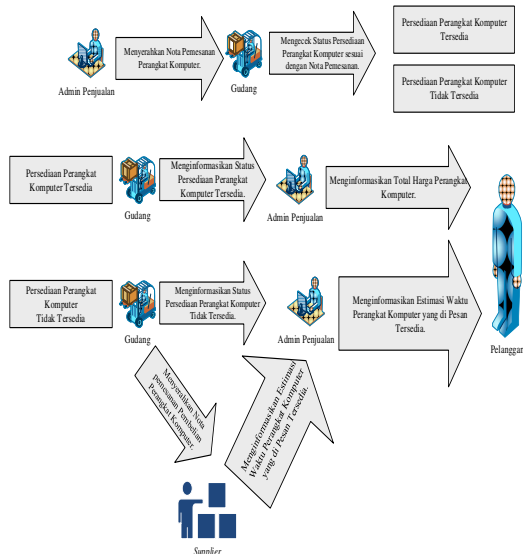 Menyerahkan Nota Pemesanan
Perangkat Komputer.
Admin Penjualan
Gudang
Mengecek Status Persediaan
Perangkat Komputer sesuai
dengan Nota Pemesanan.
Persediaan Perangkat Komputer
Tersedia
Persediaan Perangkat Komputer
Tidak Tersedia
Persediaan Perangkat
Komputer Tersedia
Gudang
Menginformasikan Status
Persediaan Perangkat
Komputer Tersedia.
Admin Penjualan
Menginformasikan Total Harga Perangkat
Komputer.
Persediaan Perangkat
Komputer
Tidak Tersedia
Gudang
Menginformasikan Status
Persediaan Perangkat Komputer
Tidak Tersedia.
Admin Penjualan
Menginformasikan Estimasi Waktu
Perangkat Komputer yang di Pesan
Tersedia.
Pelanggan
Menyerahkan Nota
pemesanan Pembelian
Perangkat Komputer.
Menginformasikan Estimasi
Waktu Perangkat Komputer
yang di Pesan Tersedia.
Supplier